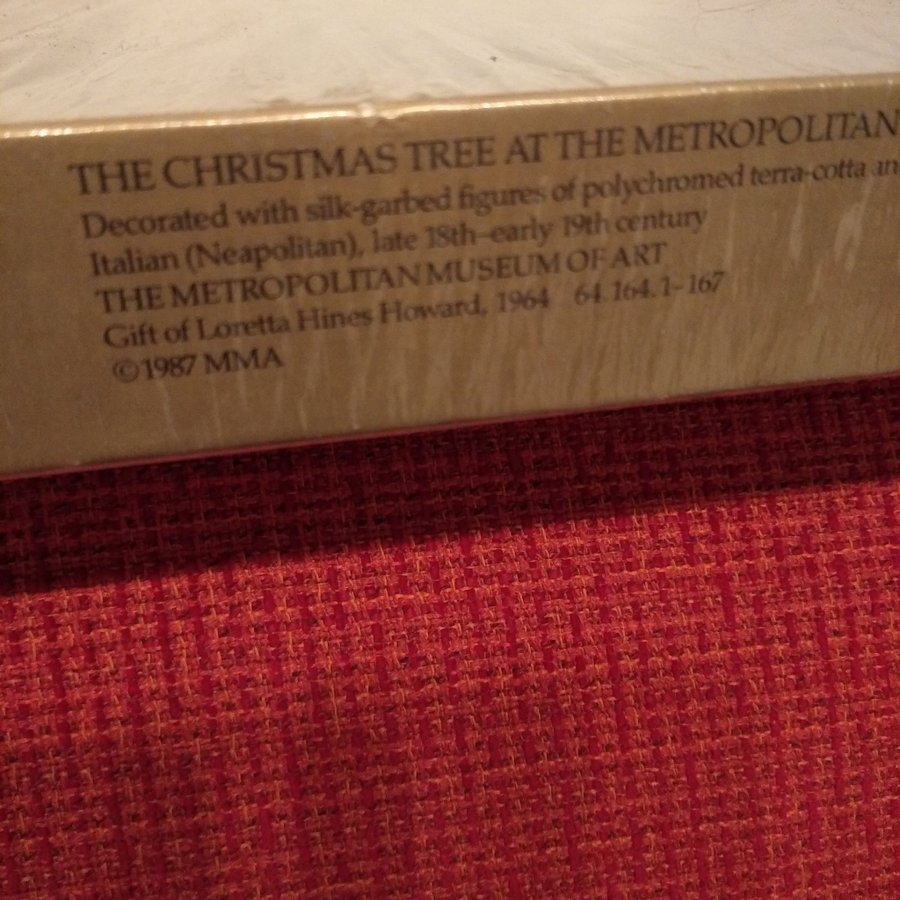 THE CHRISTMAS TREE AT THE METROPOLITAN
Decorated with silk-garbed figures of polychromed terra-cotta an
Italian (Neapolitan), late 18th–early 19th century
THE METROPOLITAN MUSEUM OF ART
Gift of Loretta Hines Howard, 1964 64.164.1–167
©1987 MMA